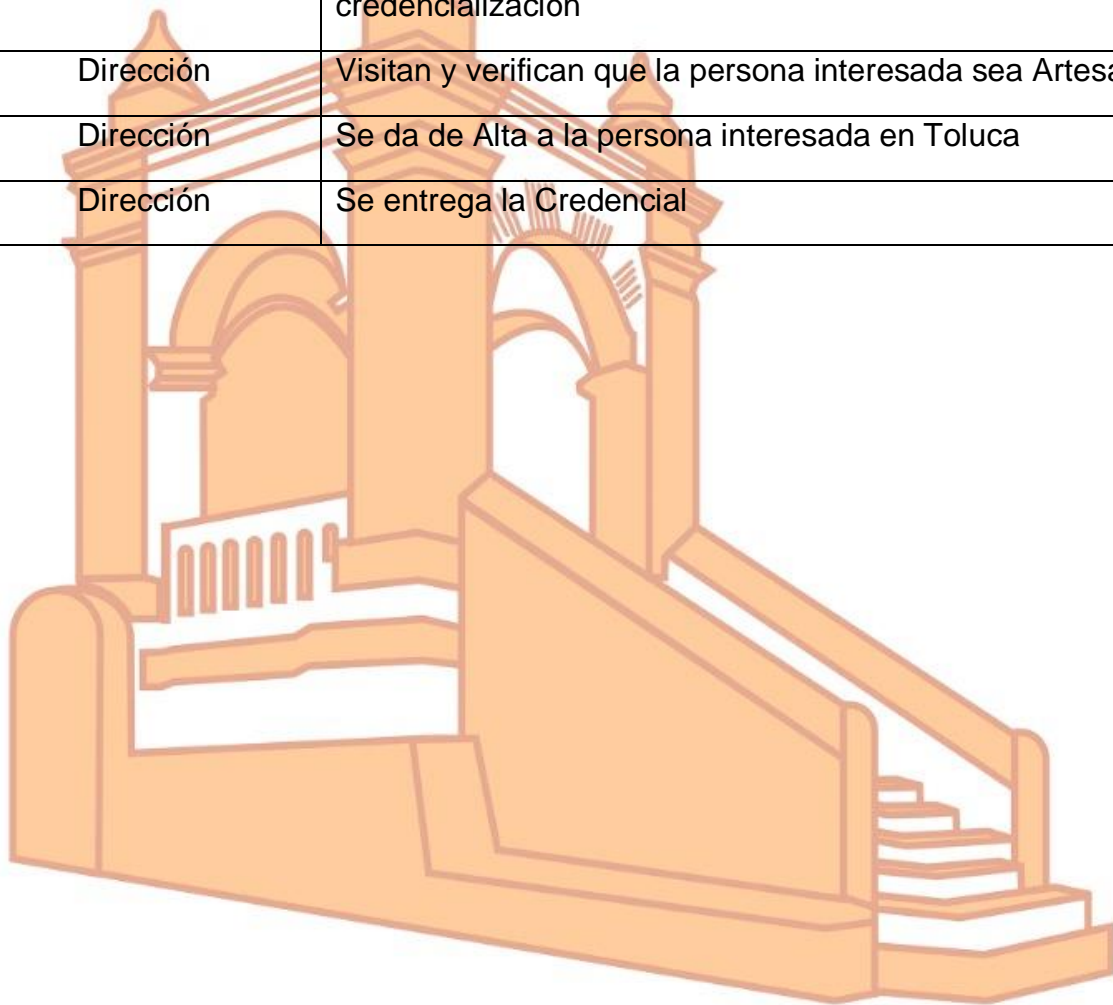 credencialización
Dirección Visitan y verifican que la persona interesada sea
Dirección Se da de Alta a la persona interesada en Toluca
Dirección Se entrega la Credencial